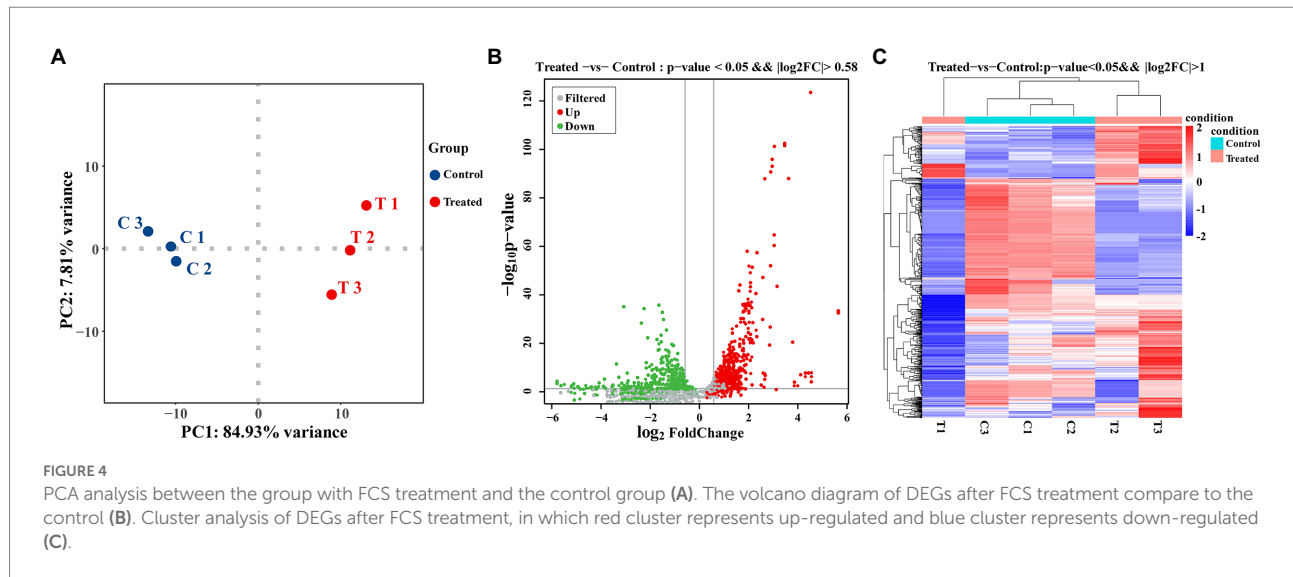 A
PC2: 7.81% variance
10
0
−10
−10
0
10
PC1: 84.93% variance
C 3
C 1
C 2
T 1
T 2
T 3
Group
Control
Treated
B
Treated −vs− Control : p−value < 0.05 && |log2FC|> 0.58
Filtered
Up
Down
−log10p−value
120
100
80
60
40
20
0
−6
−4
−2
0
2
4
6
log2 FoldChange
C
Treated−vs−Control:p−value<0.05&& |log2FC|>1
condition
2
1
0
-1
-2
condition
Control
Treated
T1
C3
C1
C2
T2
T3
FIGURE 4
PCA analysis between the group with FCS treatment and the control group (A). The volcano diagram of DEGs after FCS treatment compare to the
control (B). Cluster analysis of DEGs after FCS treatment, in which red cluster represents up-regulated and blue cluster represents down-regulated
(C).